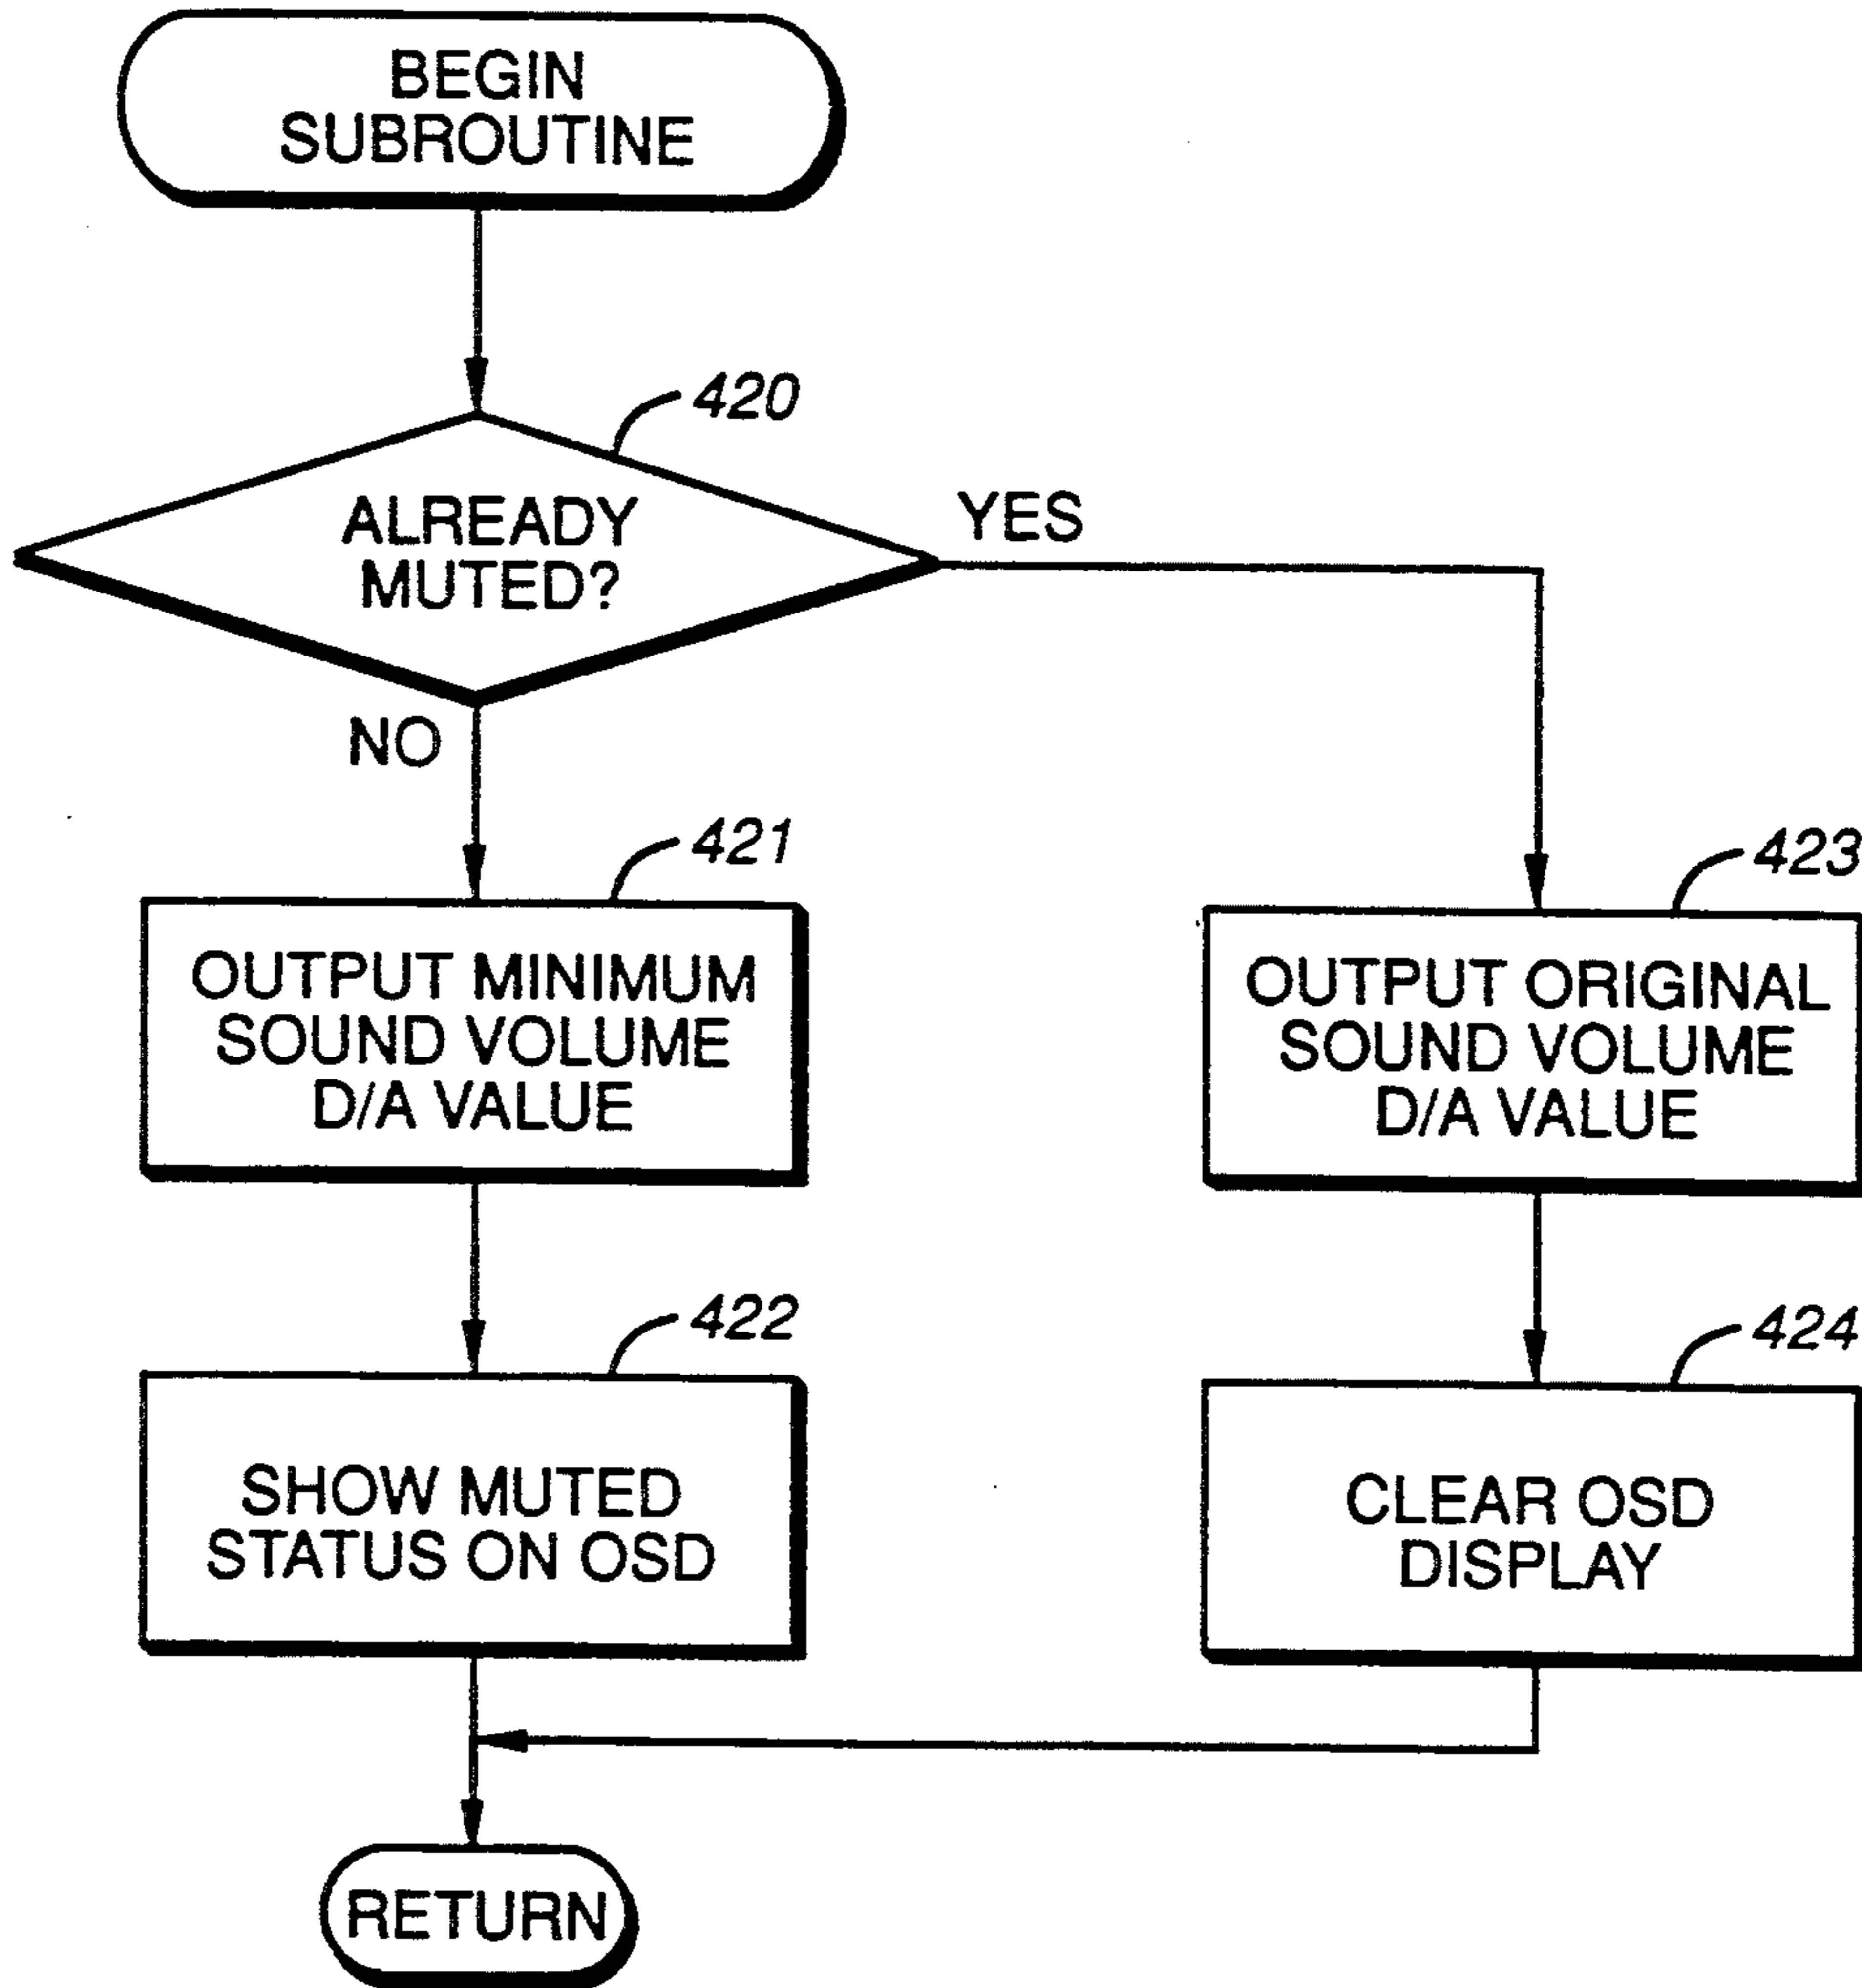 BEGIN
SUBROUTINE
420
ALREADY
MUTED?
YES
NO
421
OUTPUT MINIMUM
SOUND VOLUME
D/A VALUE
423
OUTPUT ORIGINAL
SOUND VOLUME
D/A VALUE
422
SHOW MUTED
STATUS ON OSD
424
CLEAR OSD
DISPLAY
RETURN